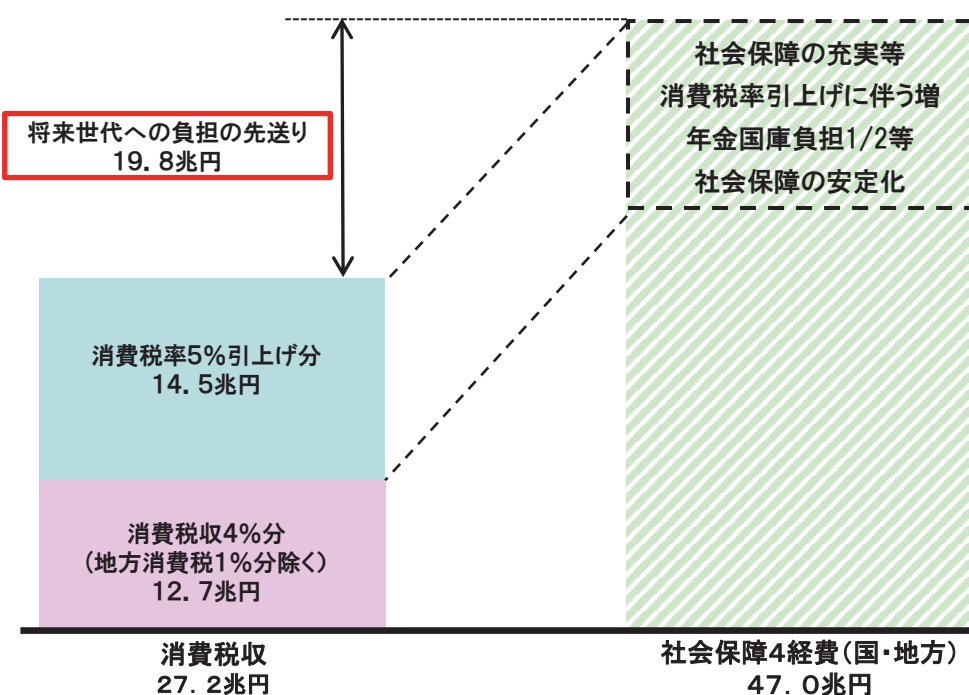 将来世代への負担の先送り
19.8兆円
消費税率5%引上げ分
14.5兆円
消費税収4%分
(地方消費税1%分除く)
12.7兆円
消費税収
27.2兆円
社会保障の充実等
消費税率引上げに伴う増
年金国庫負担1/2等
社会保障の安定化
社会保障4経費(国・地方)
47.0兆円